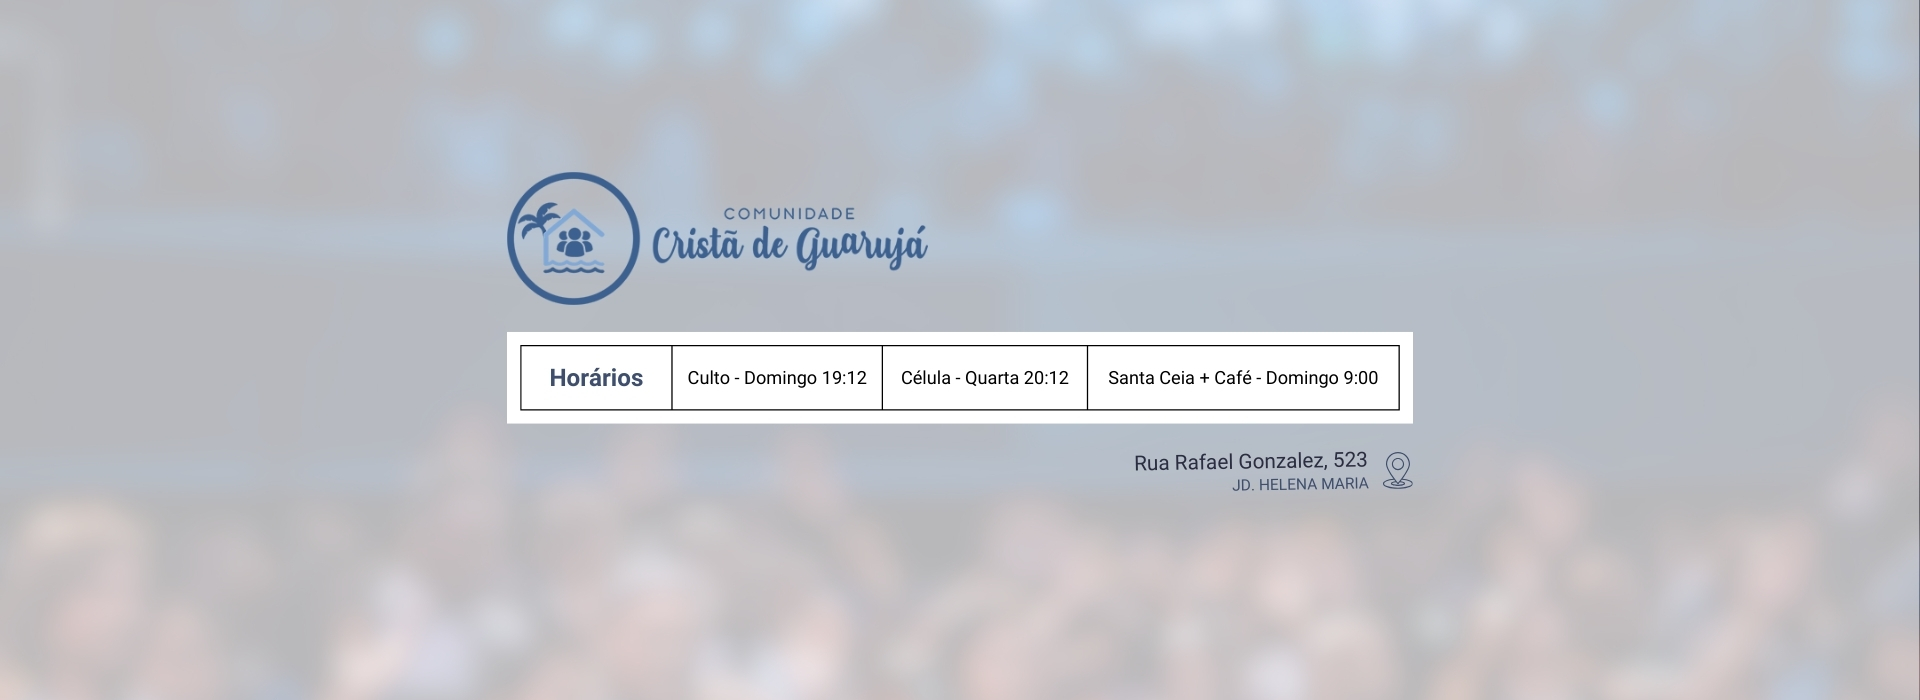 COMUNIDADE
Cristã de Guarujá
Horários
Culto - Domingo 19:12
Célula - Quarta 20:12
Santa Ceia + Café - Domingo 9:00
Rua Rafael Gonzalez, 523
JD. HELENA MARIA